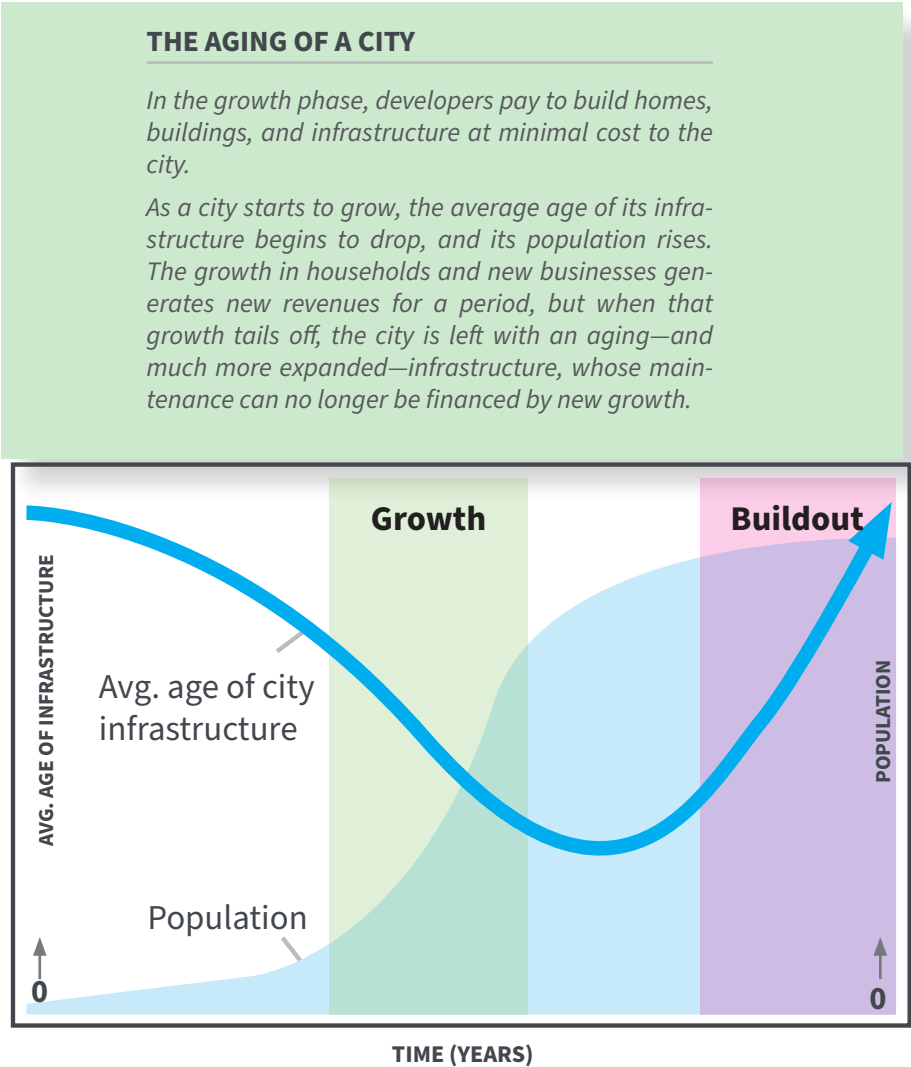 THE AGING OF A CITY
In the growth phase, developers pay to build homes,
buildings, and infrastructure at minimal cost to the
city.
As a city starts to grow, the average age of its infra-
structure begins to drop, and its population rises.
The growth in households and new businesses gen-
erates new revenues for a period, but when that
growth tails off, the city is left with an aging—and
much more expanded—infrastructure, whose main-
tenance can no longer be financed by new growth.
Growth
Buildout
AVG. AGE OF INFRASTRUCTURE
Avg. age of city
infrastructure
POPULATION
Population
0
0
TIME (YEARS)